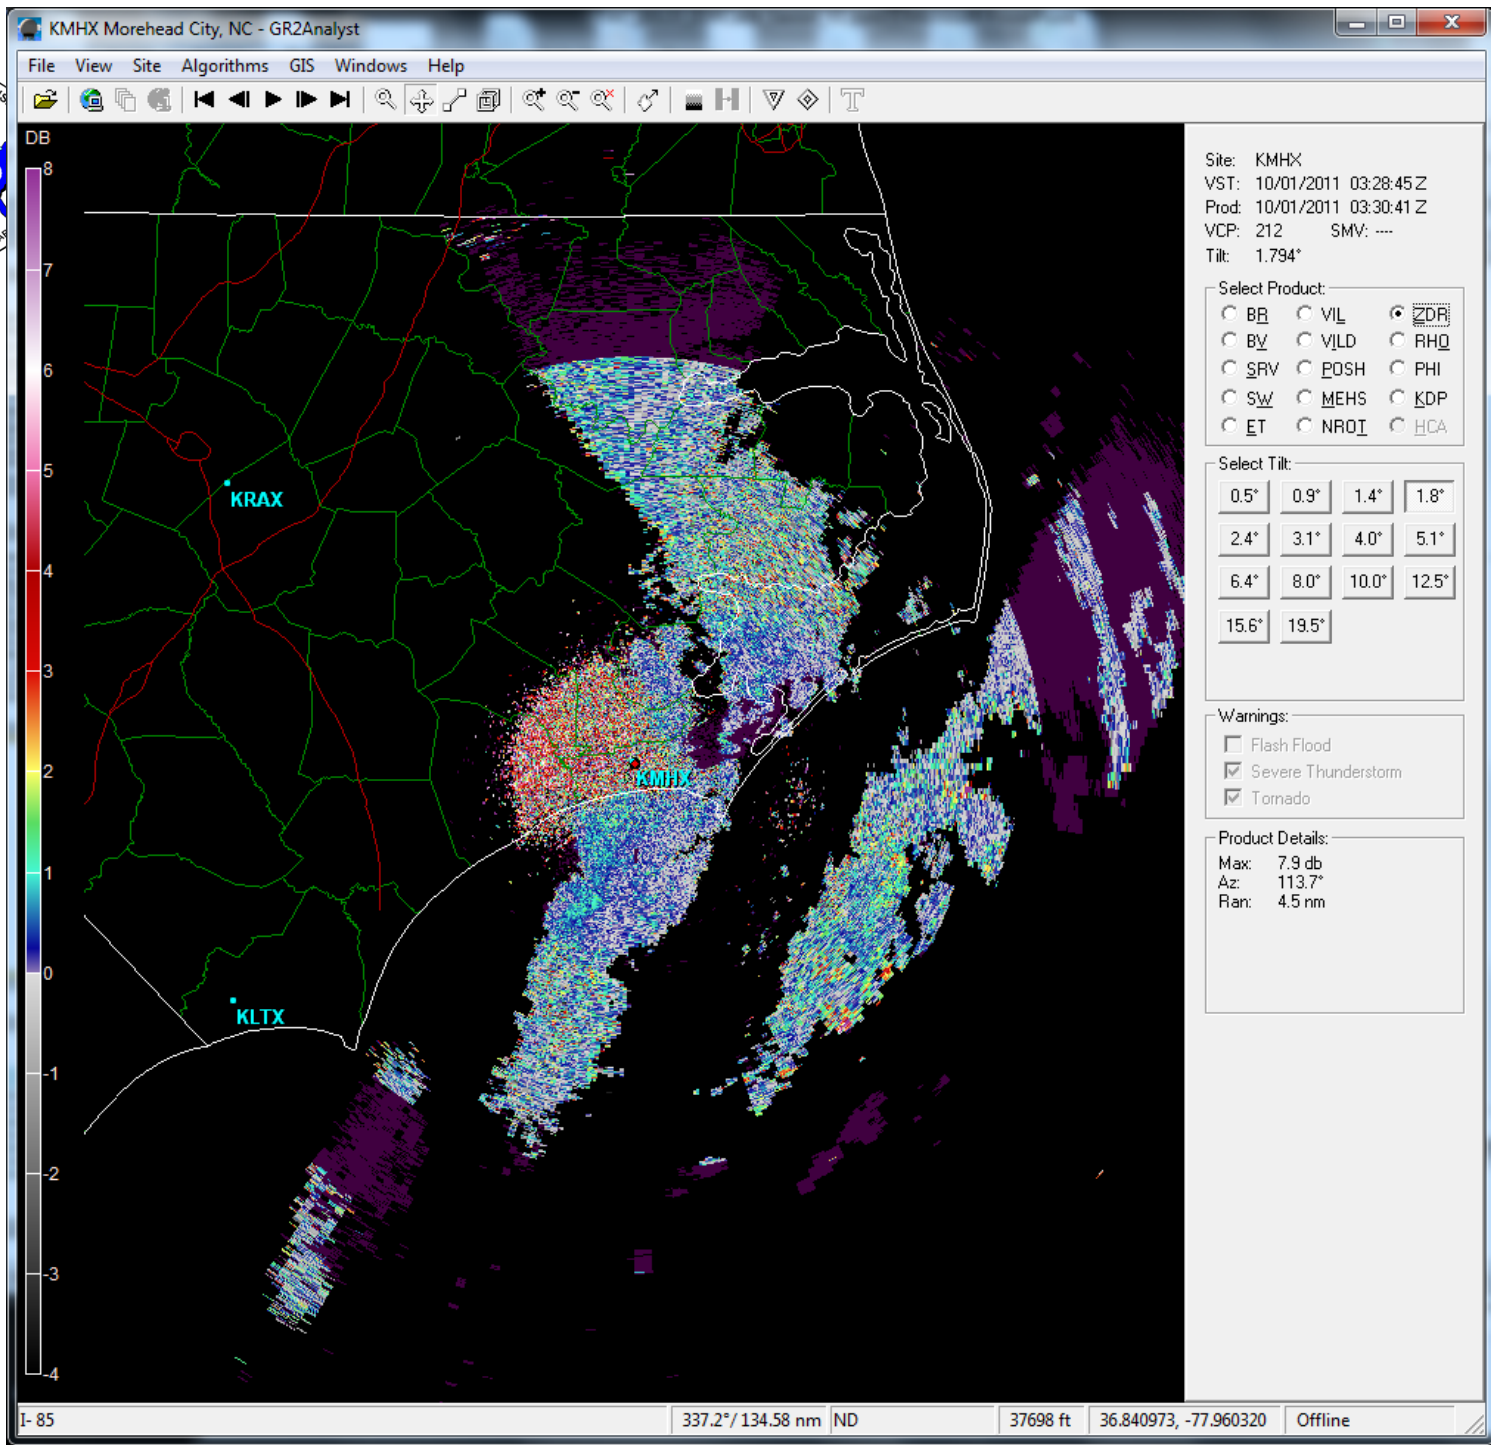 KMHX Morehead City, NC - GR2Analyst
File View Site Algorithms GIS Windows Help
DB
8
7
6
5
4
3
2
1
0
-1
-2
-3
-4
KRAX
KMHX
KLTX
Site: KMHX
VST: 10/01/2011 03:28:45 Z
Prod: 10/01/2011 03:30:41 Z
VCP: 212 SMV: ----
Tilt: 1.794°
Select Product:
BR VIL ZDR
BV VILD RHO
SRV POSH PHI
SW MEHS KDP
ET NROT HCA
Select Tilt:
0.5° 0.9° 1.4° 1.8°
2.4° 3.1° 4.0° 5.1°
6.4° 8.0° 10.0° 12.5°
15.6° 19.5°
Warnings:
Flash Flood
Severe Thunderstorm
Tornado
Product Details:
Max: 7.9 db
Az: 113.7°
Ran: 4.5 nm
I- 85 337.2°/ 134.58 nm ND 37698 ft 36.840973, -77.960320 Offline